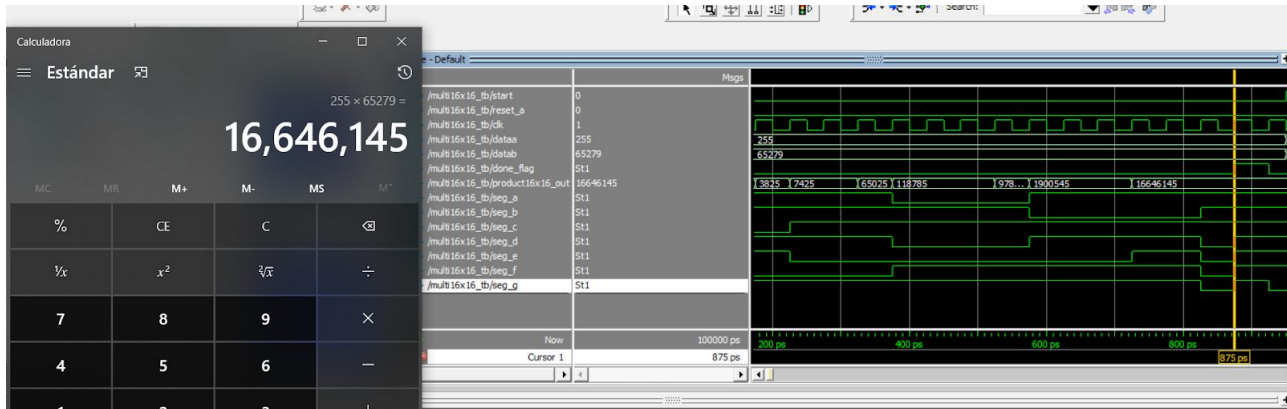 Search:
Calculadora
Estándar
255 × 65279 =
16,646,145
MC MR M+ M- MS
% CE C
¹/x x² ²√x ÷
7 8 9 ×
4 5 6 −
- Default
Msgs
/multi16x16_tb/start 0
/multi16x16_tb/reset_a 0
/multi16x16_tb/clk 1
/multi16x16_tb/dataa 255 255
/multi16x16_tb/datab 65279 65279
/multi16x16_tb/done_flag St1
/multi16x16_tb/product16x16_out 16646145 3825 7425 65025 118785 978... 1900545 16646145
/multi16x16_tb/seg_a St1
/multi16x16_tb/seg_b St1
/multi16x16_tb/seg_c St1
/multi16x16_tb/seg_d St1
/multi16x16_tb/seg_e St1
/multi16x16_tb/seg_f St1
/multi16x16_tb/seg_g St1
Now 100000 ps 200 ps 400 ps 600 ps 800 ps
Cursor 1 875 ps 875 ps